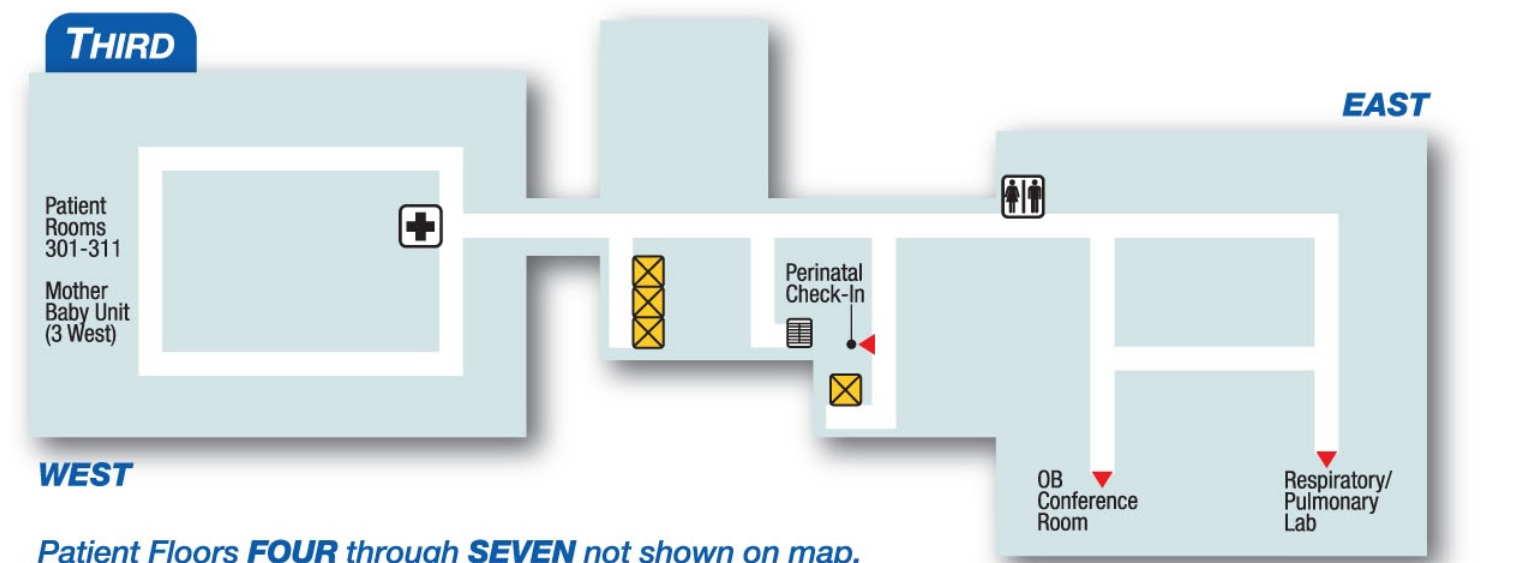 THIRD
EAST
Patient
Rooms
301-311
Mother
Baby Unit
(3 West)
Perinatal
Check-In
WEST
OB
Conference
Room
Respiratory/
Pulmonary
Lab
Patient Floors FOUR through SEVEN not shown on map.